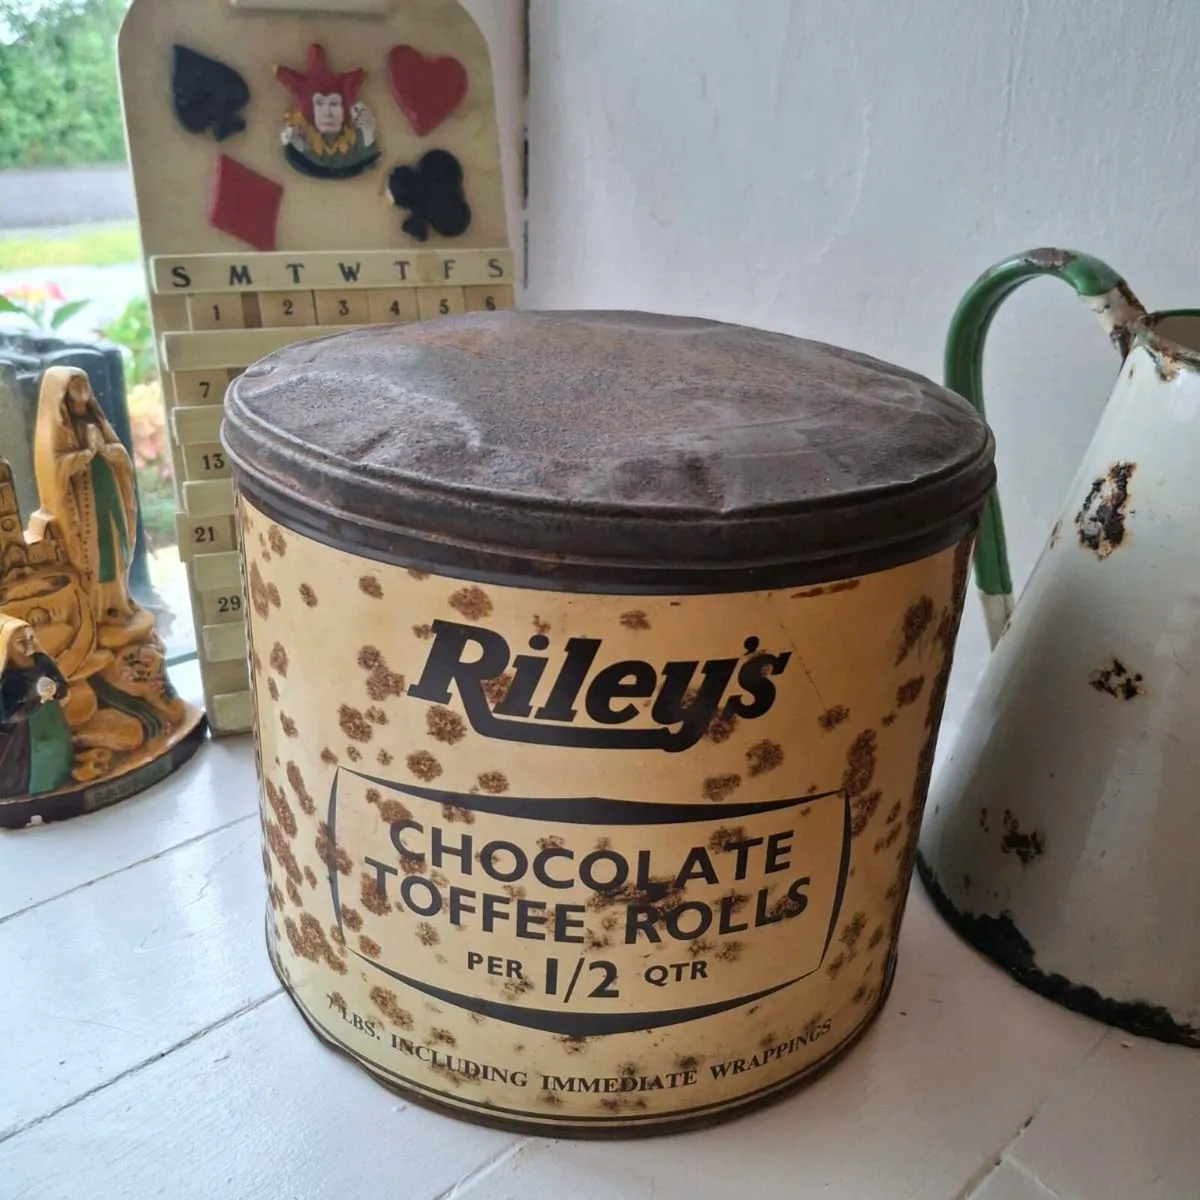 S M T W T F S
1 2 3 4 5 6
7
13
21
29
Riley's
CHOCOLATE
TOFFEE ROLLS
PER 1/2 QTR
7 LBS. INCLUDING IMMEDIATE WRAPPINGS